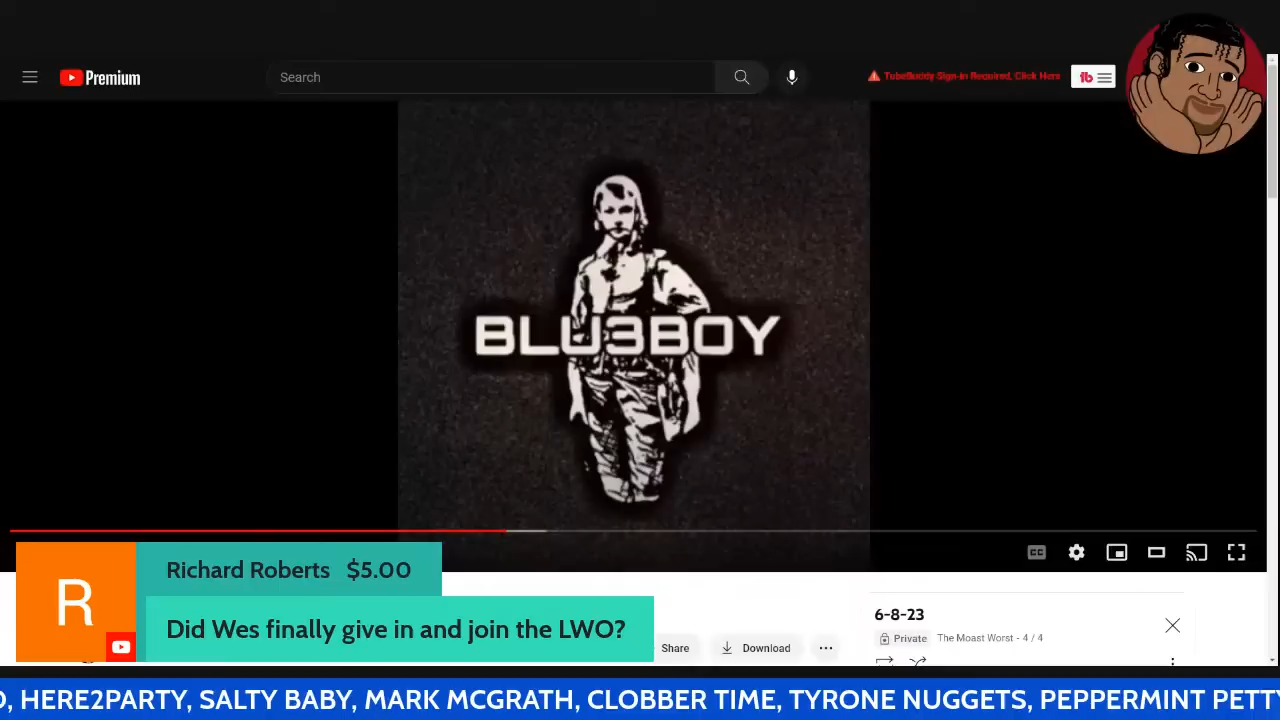 Premium
Search
TubeBuddy Sign-in Required, Click Here
tb
BLU3BOY
CC
R
Richard Roberts $5.00
Did Wes finally give in and join the LWO?
Share
Download
6-8-23
Private The Moast Worst - 4 / 4
HERE2PARTY, SALTY BABY, MARK MCGRATH, CLOBBER TIME, TYRONE NUGGETS, PEPPERMINT PETTY